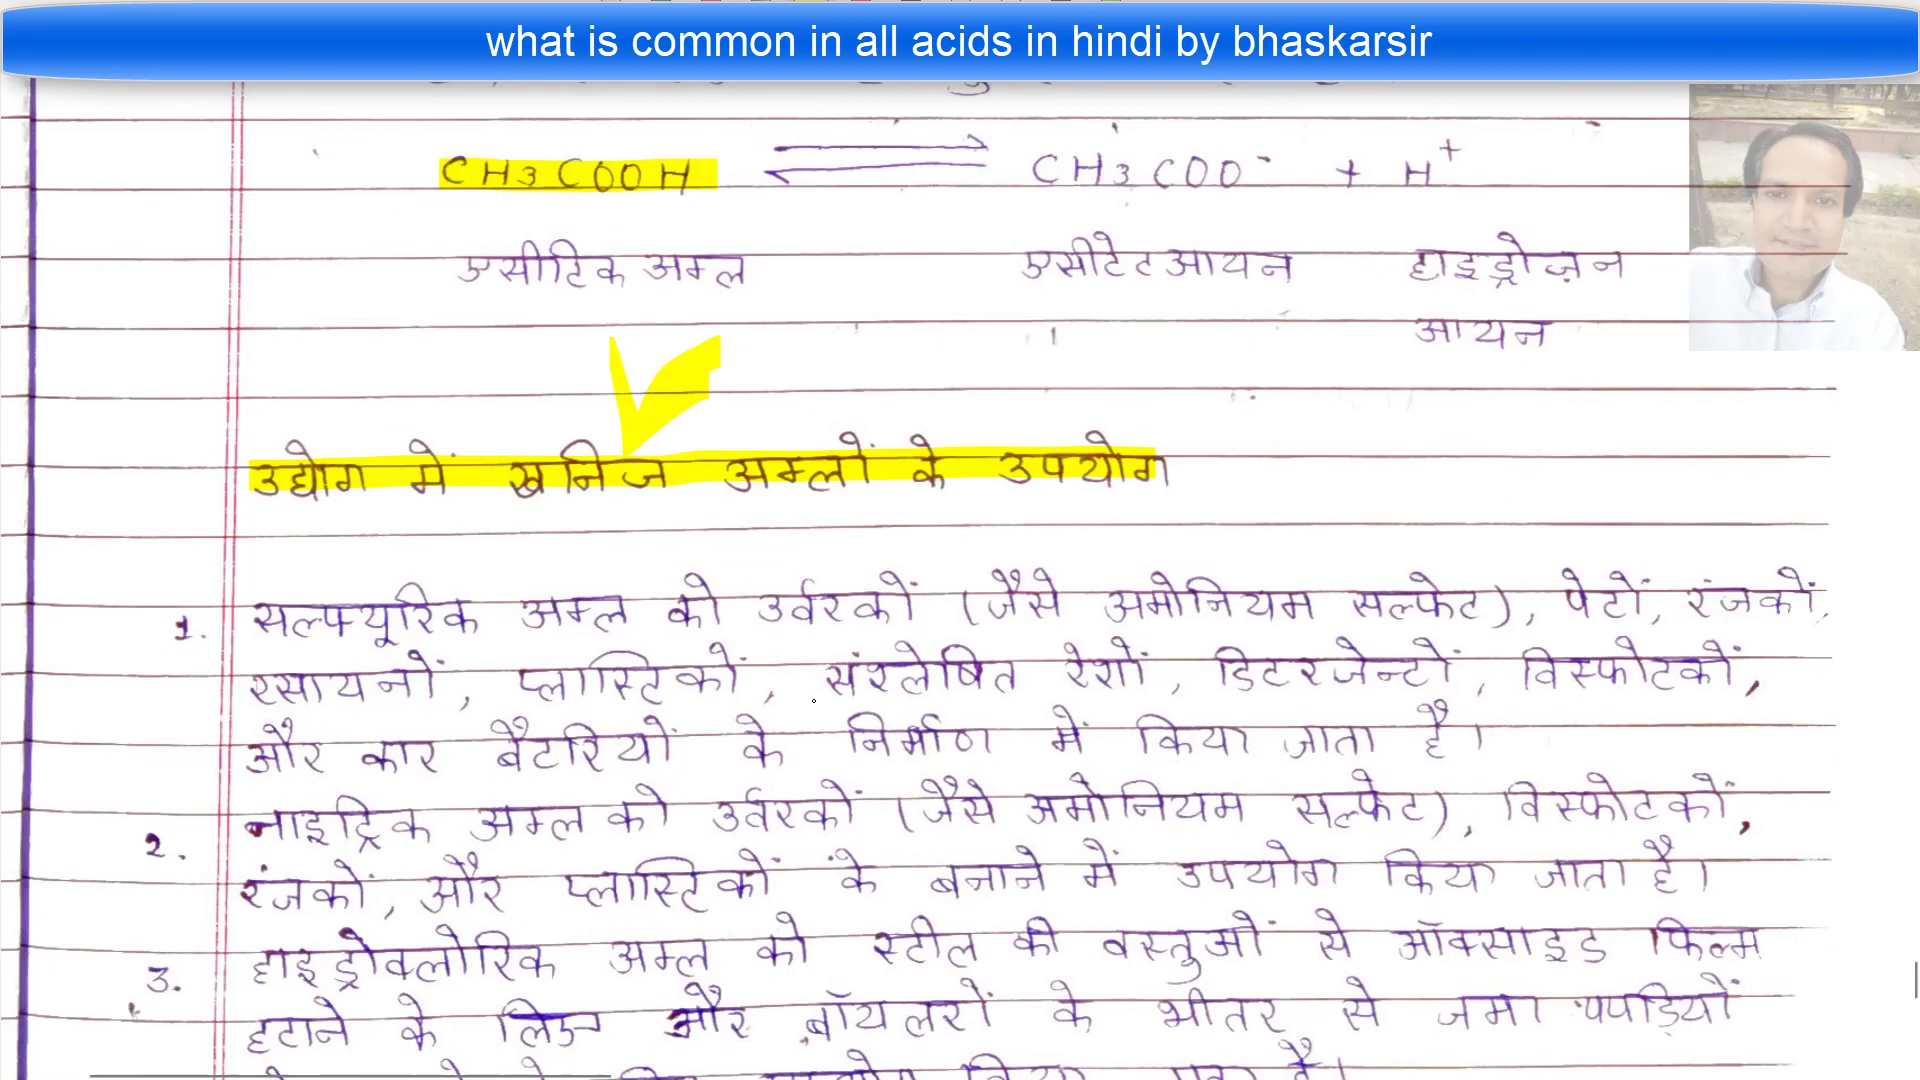 what is common in all acids in hindi by bhaskarsir
CH3COOH ⇌ CH3COO⁻ + H⁺
एसीटिक अम्ल एसीटेट आयन हाइड्रोज़न
आयन
उद्योग में खनिज अम्लों के उपयोग
1. सल्फ्यूरिक अम्ल को उर्वरकों (जैसे अमोनियम सल्फेट), पेटों, रंजकों,
रसायनों, प्लास्टिकों, संश्लेषित रेशों, डिटरजेन्टों, विस्फोटकों,
और कार बैटरियों के निर्माण में किया जाता है।
2. नाइट्रिक अम्ल को उर्वरकों (जैसे अमोनियम सल्फेट), विस्फोटकों,
रंजकों, और प्लास्टिकों के बनाने में उपयोग किया जाता है।
3. हाइड्रोक्लोरिक अम्ल को स्टील की वस्तुओं से ऑक्साइड फिल्म
हटाने के लिए और बॉयलरों के भीतर से जमा पपड़ियों